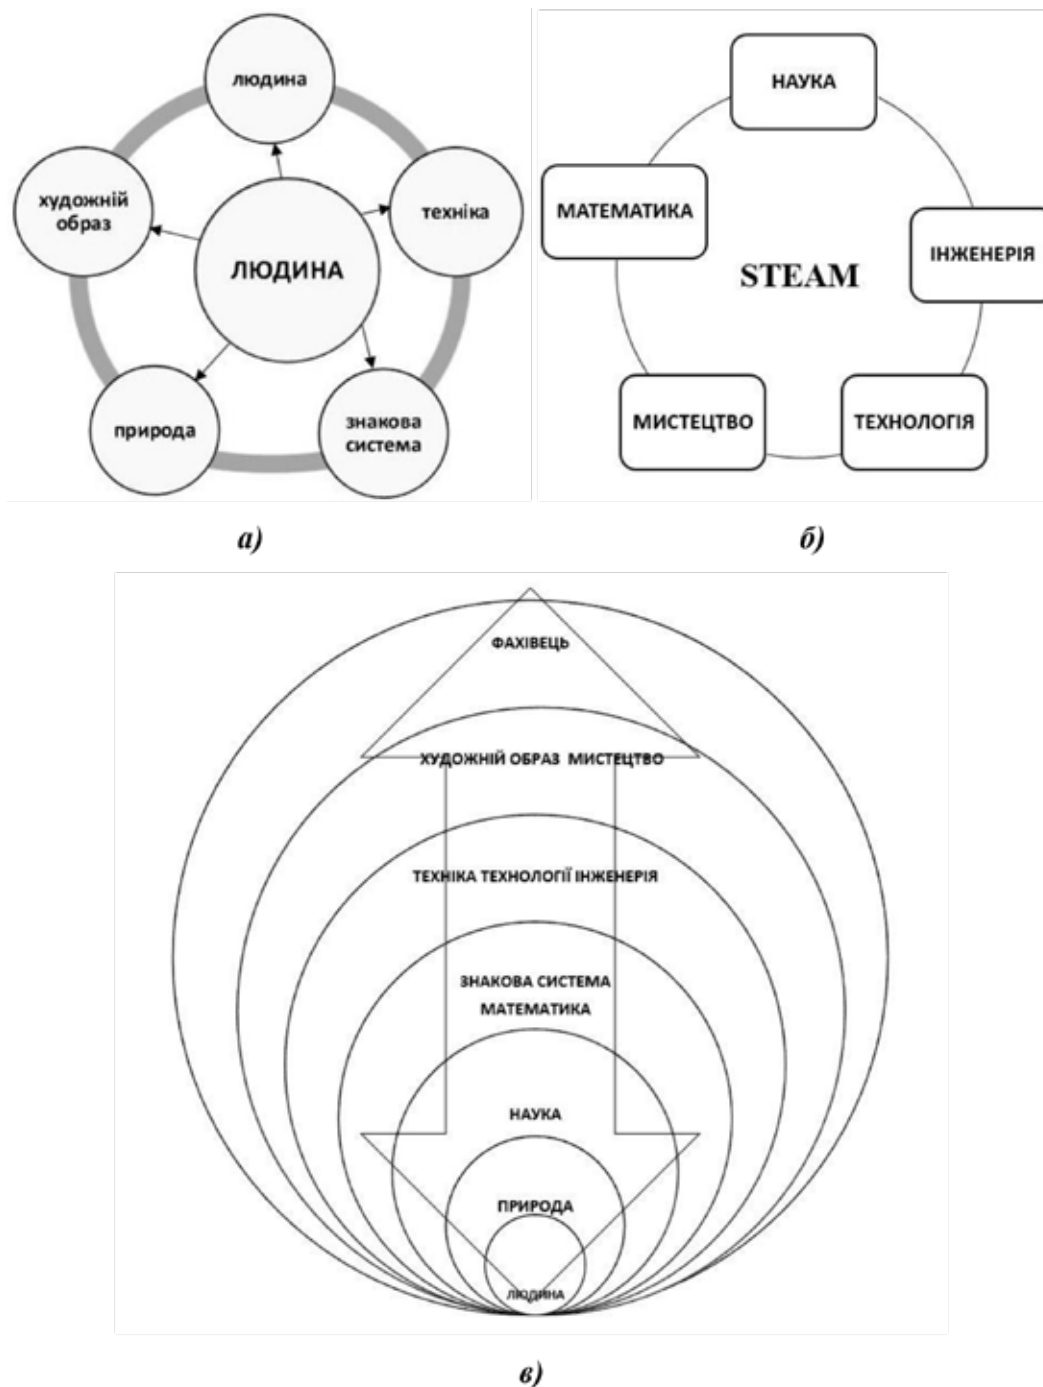 людина
художній
образ
техніка
ЛЮДИНА
природа
знакова
система
а)
НАУКА
МАТЕМАТИКА
ІНЖЕНЕРІЯ
STEAM
МИСТЕЦТВО
ТЕХНОЛОГІЯ
б)
ФАХІВЕЦЬ
ХУДОЖНІЙ ОБРАЗ МИСТЕЦТВО
ТЕХНІКА ТЕХНОЛОГІЇ ІНЖЕНЕРІЯ
ЗНАКОВА СИСТЕМА
МАТЕМАТИКА
НАУКА
ПРИРОДА
ЛЮДИНА
в)